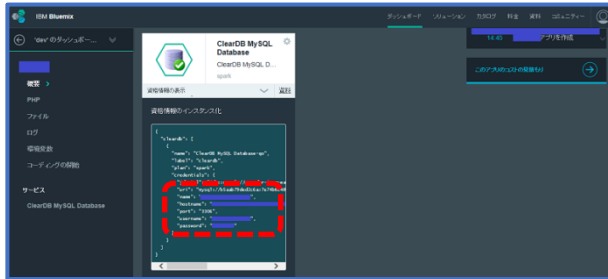 IBM Bluemix
ダッシュボード ソリューション カタログ 料金 資料 コミュニティー
'dev' のダッシュボー...
概要
PHP
ファイル
ログ
環境変数
コーディングの開始
サービス
ClearDB MySQL Database
ClearDB MySQL
Database
ClearDB MySQL D...
spark
資格情報の表示 資料
資格情報のインスタンス化
{
"cleardb": [
{
"name": "ClearDB MySQL Database-
"label": "cleardb",
"plan": "spark",
"credentials": {
"name": "
"hostname": "
"port": "3306",
"username": "
"password": "
}
}
]
}
14:45 アプリを作成
このアプリのコストの見積もり